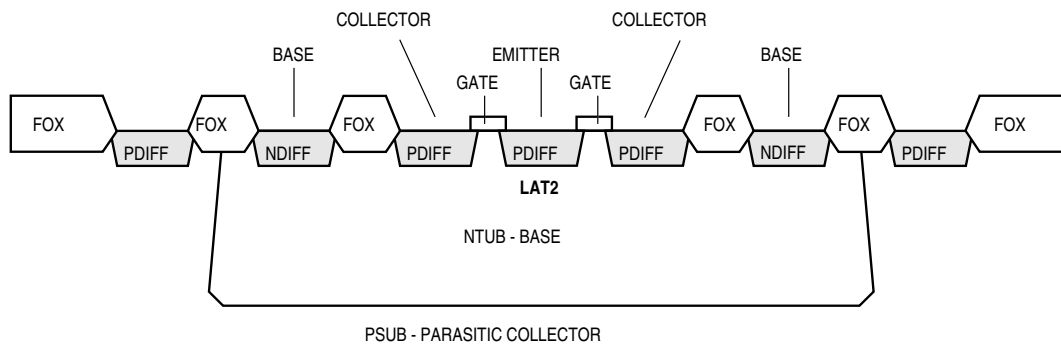 COLLECTOR COLLECTOR
BASE EMITTER BASE
GATE GATE
FOX FOX FOX FOX FOX FOX
PDIFF NDIFF PDIFF PDIFF PDIFF NDIFF PDIFF
LAT2
NTUB - BASE
PSUB - PARASITIC COLLECTOR